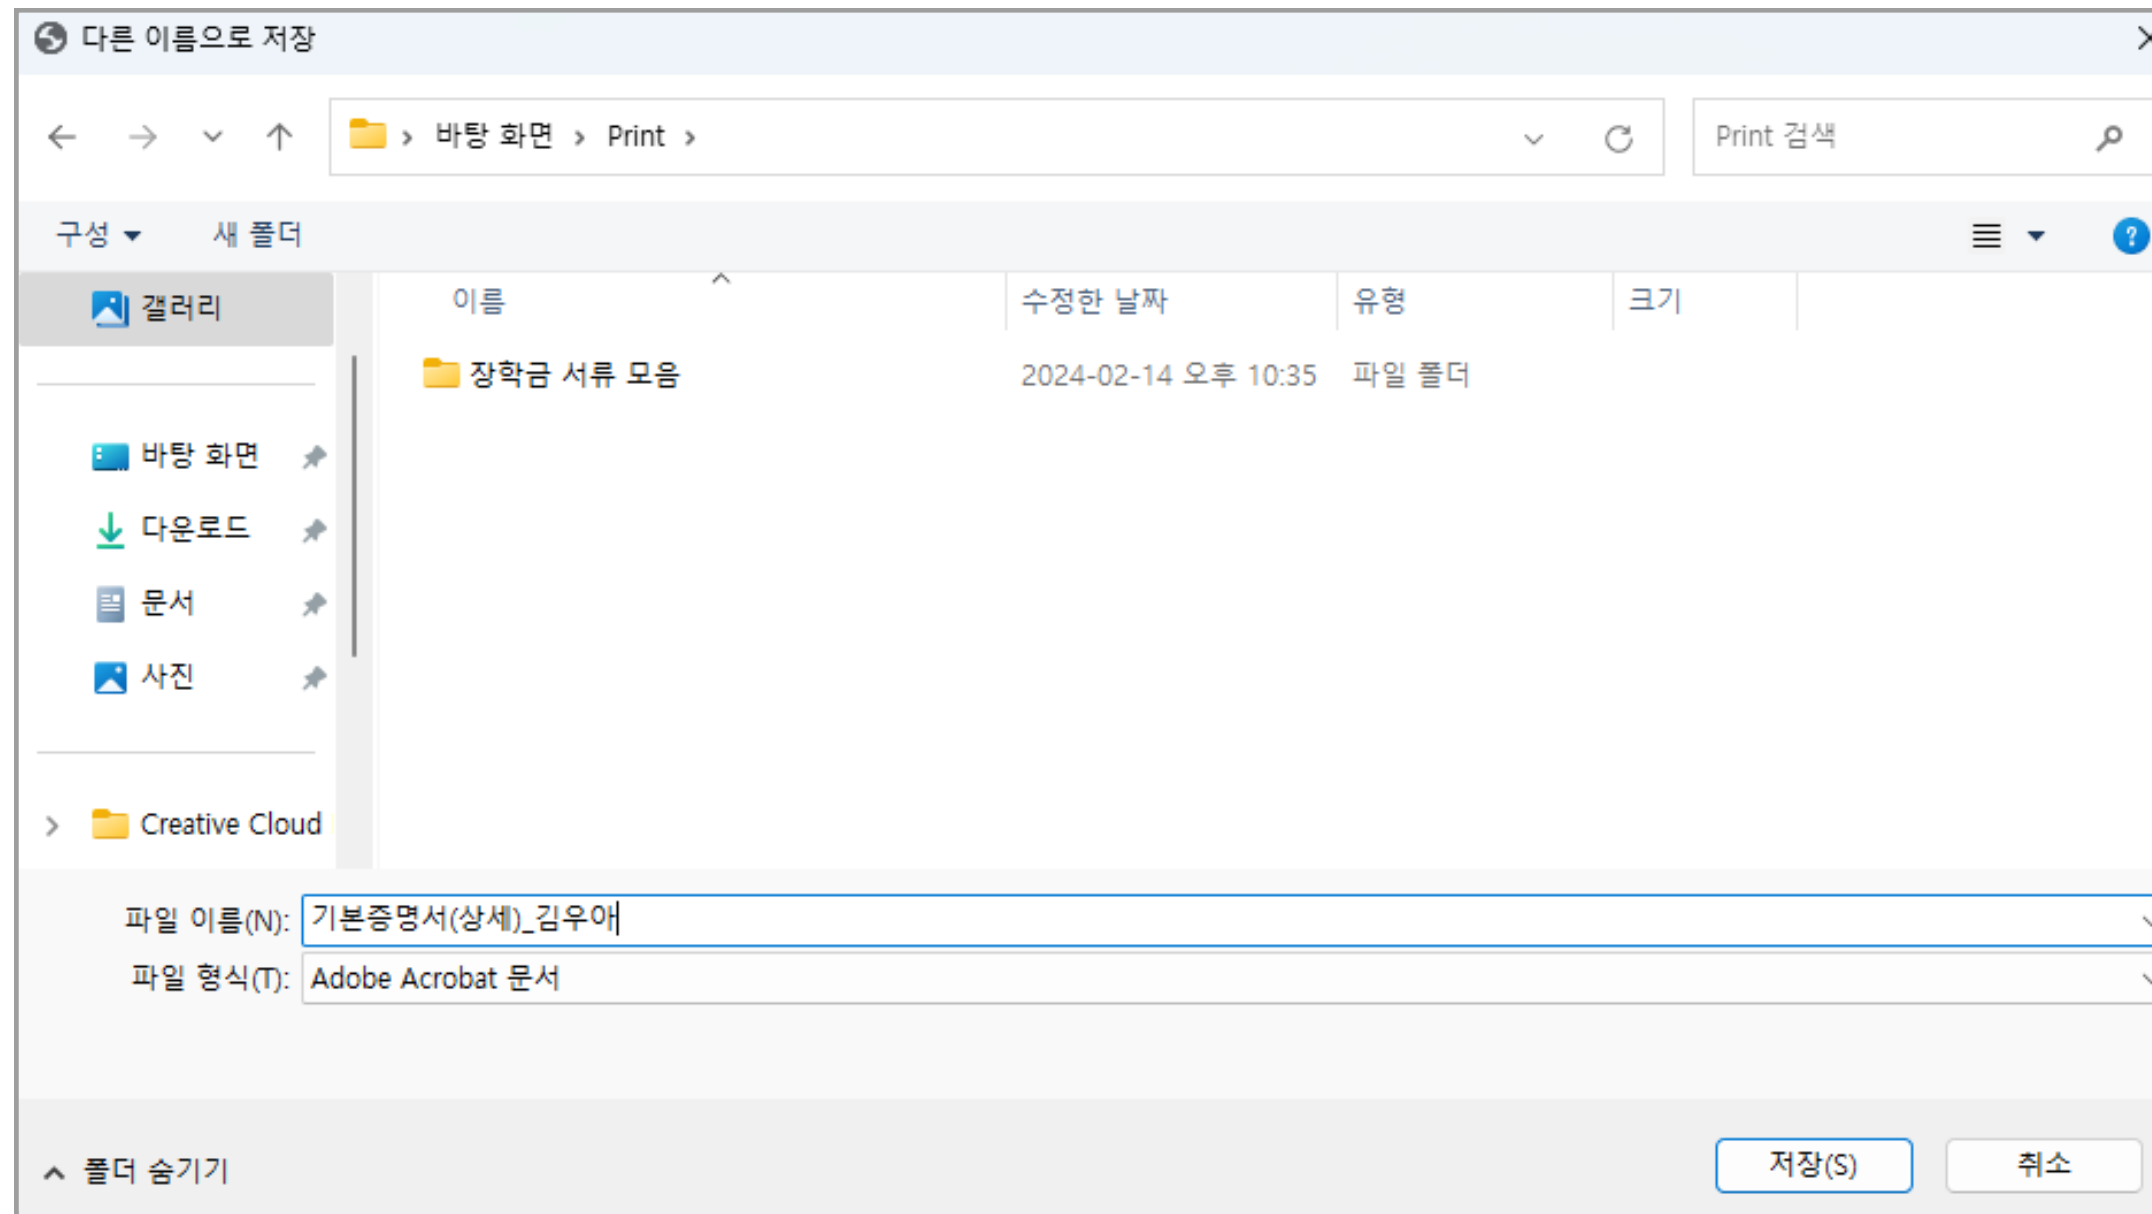 다른 이름으로 저장
바탕 화면 > Print >
Print 검색
구성
새 폴더
?
갤러리
이름
수정한 날짜
유형
크기
장학금 서류 모음
2024-02-14 오후 10:35
파일 폴더
바탕 화면
다운로드
문서
사진
Creative Cloud
파일 이름(N): 기본증명서(상세)_김우아
파일 형식(T): Adobe Acrobat 문서
폴더 숨기기
저장(S)
취소